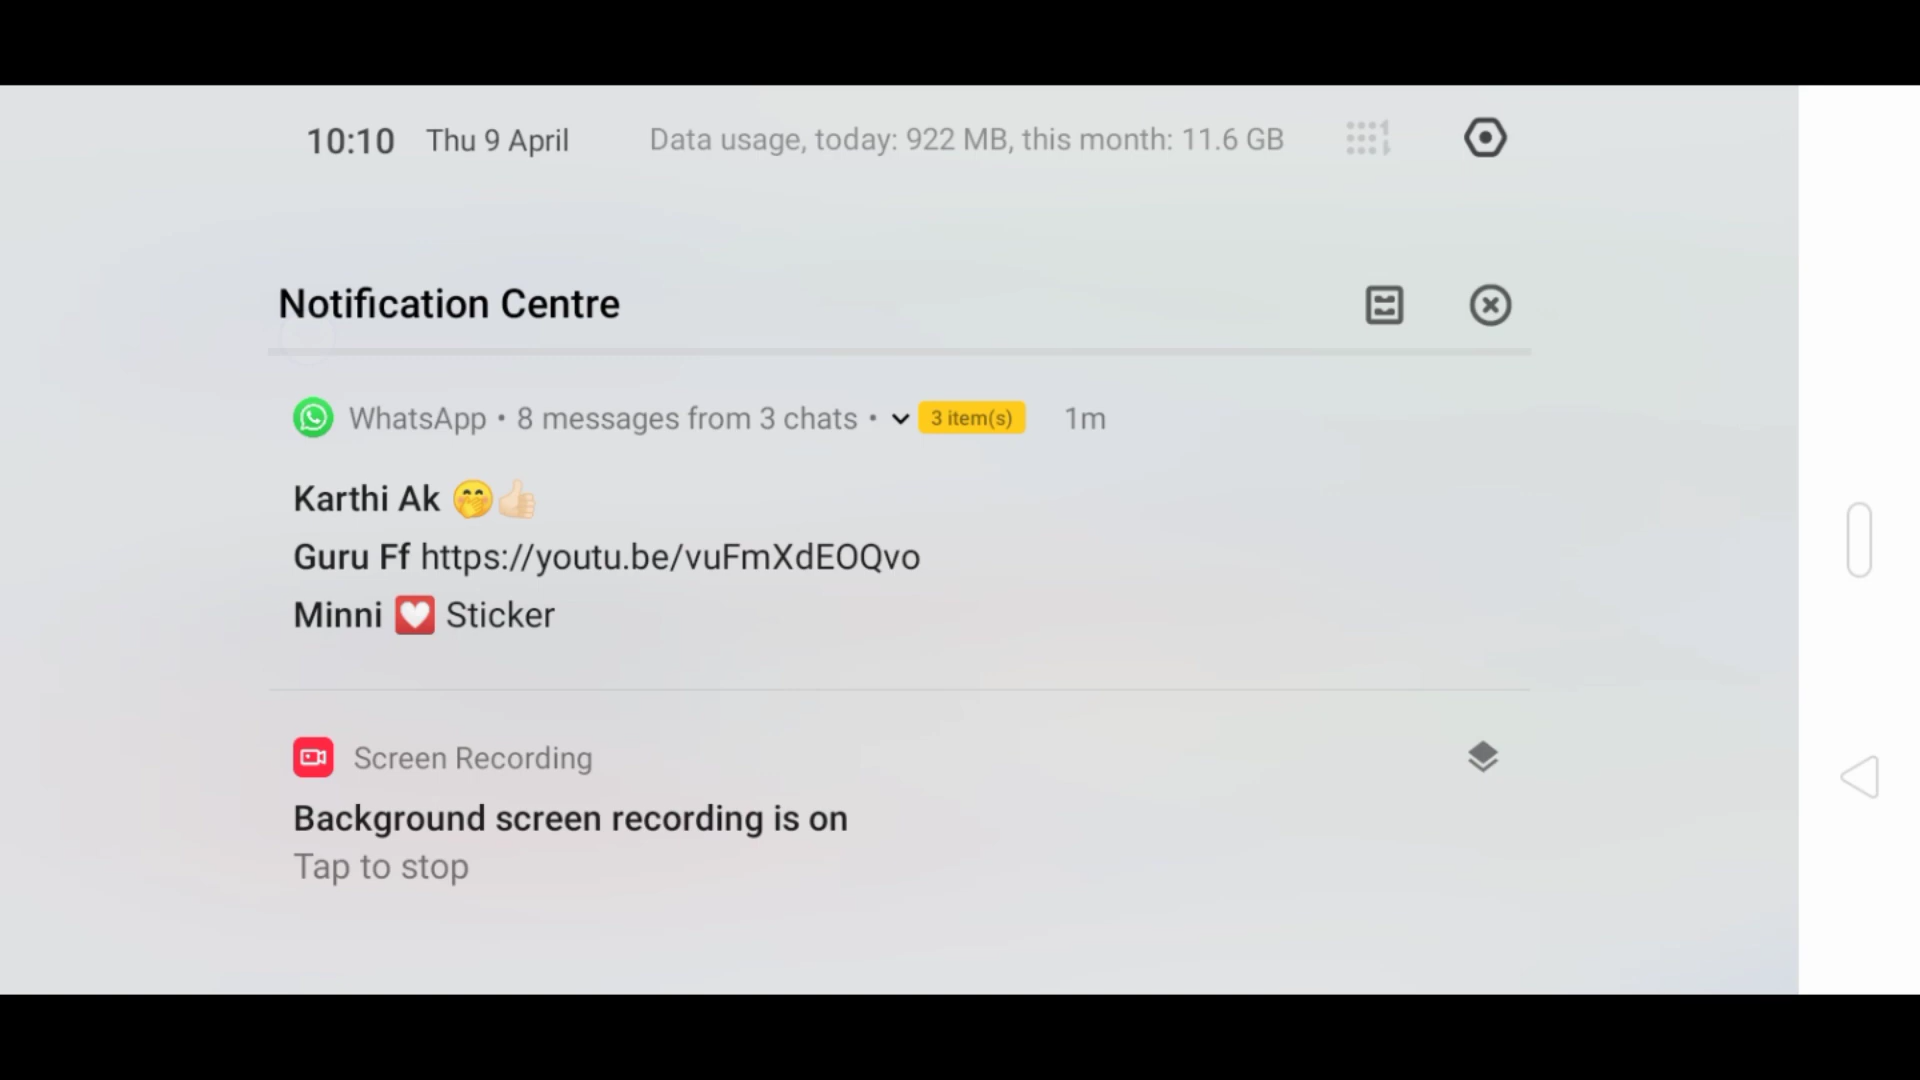 10:10 Thu 9 April Data usage, today: 922 MB, this month: 11.6 GB
Notification Centre
WhatsApp • 8 messages from 3 chats • 3 item(s) 1m
Karthi Ak 🤭👍🏻
Guru Ff https://youtu.be/vuFmXdEOQvo
Minni 💟 Sticker
Screen Recording
Background screen recording is on
Tap to stop